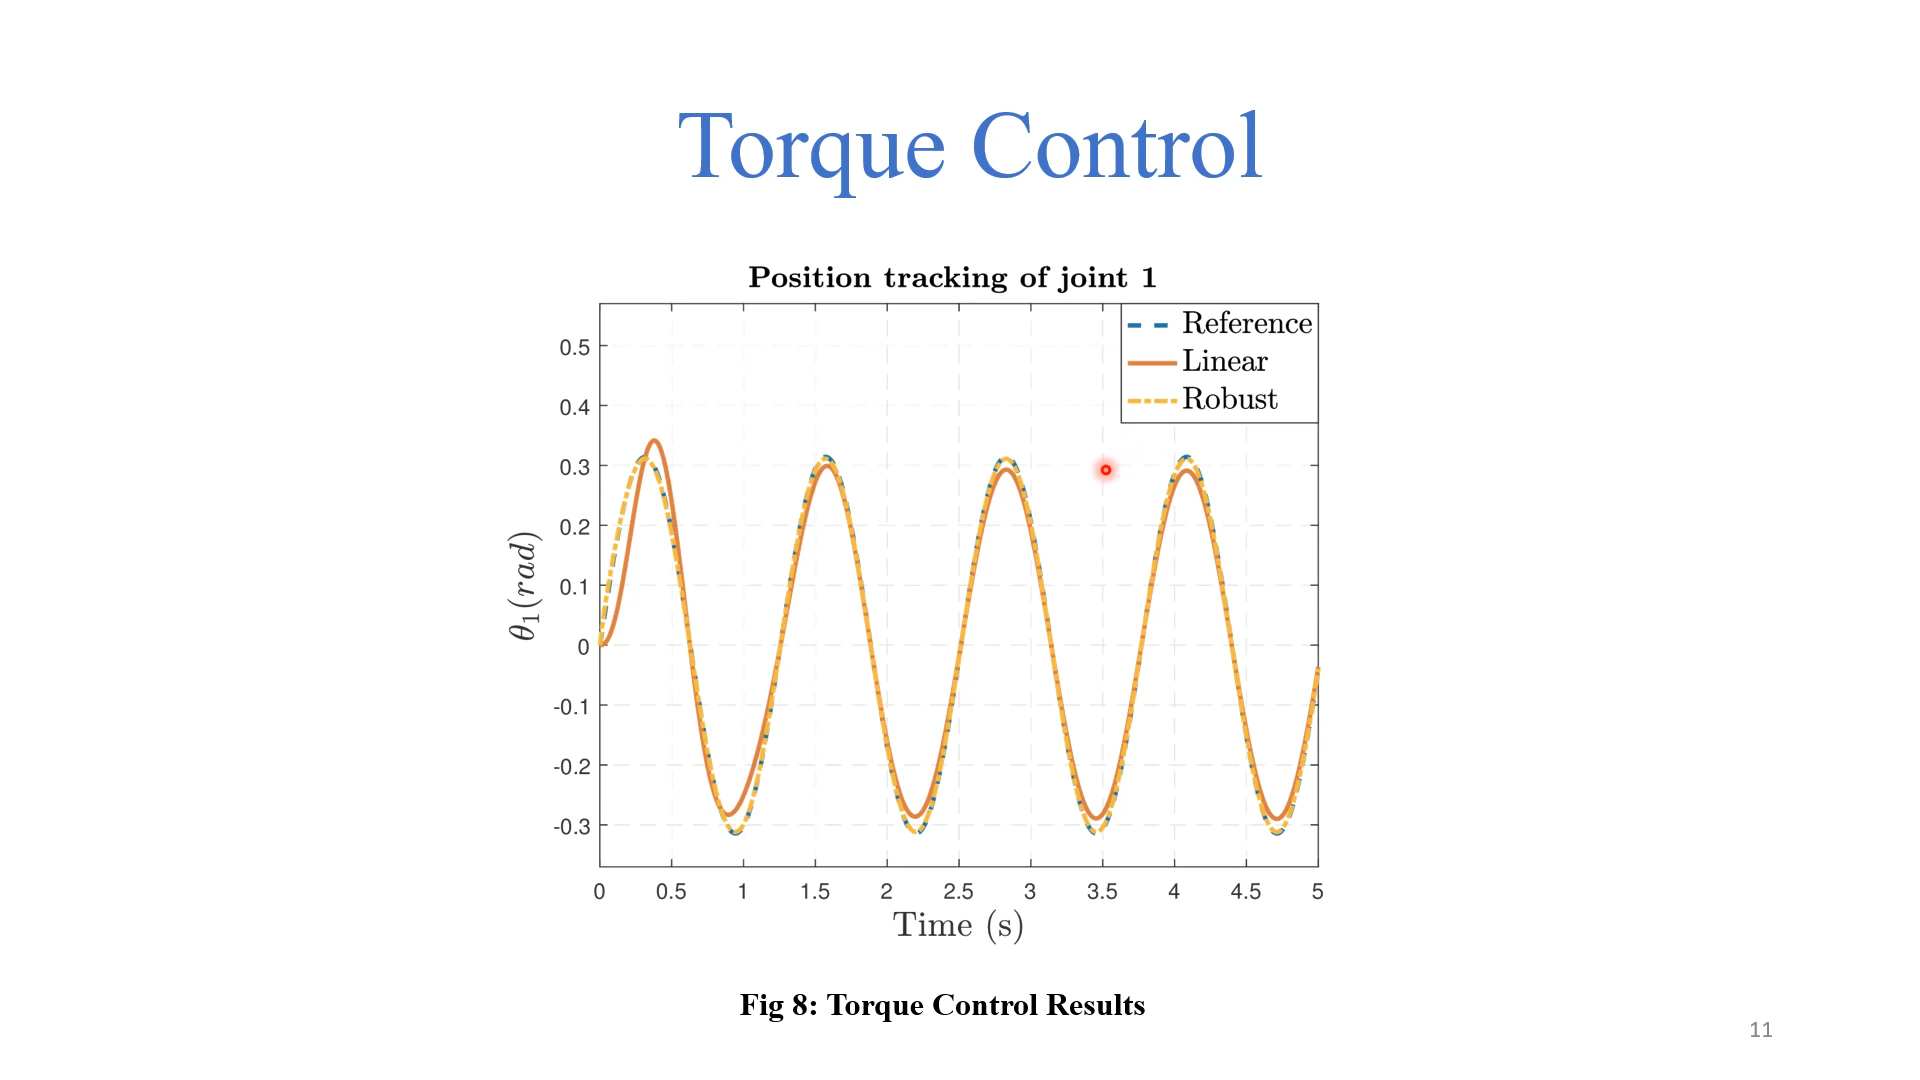 Torque Control
Position tracking of joint 1
Reference
Linear
Robust
0.5
0.4
0.3
0.2
0.1
0
-0.1
-0.2
-0.3
θ₁(rad)
0 0.5 1 1.5 2 2.5 3 3.5 4 4.5 5
Time (s)
Fig 8: Torque Control Results
11